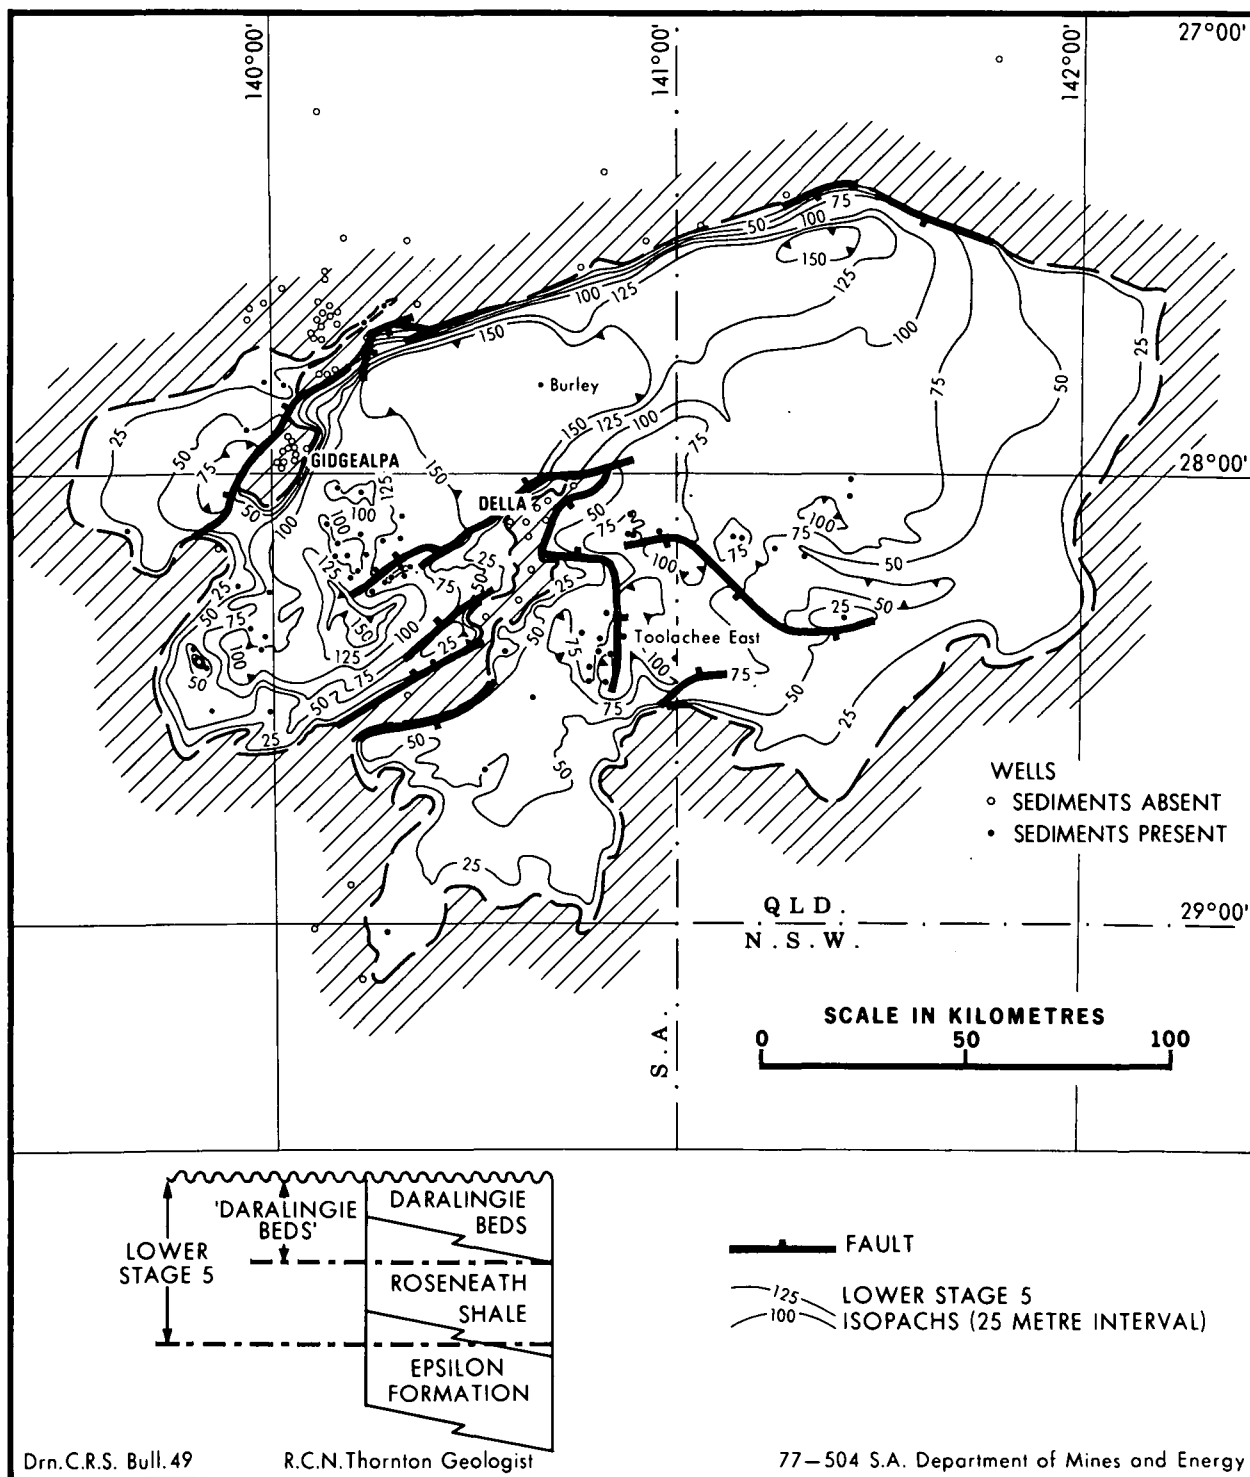 140°00'
141°00'
142°00'
27°00'
75
50
100
150
125
100
125
150
100
75
50
25
Burley
150
125
100
75
25
50
75
GIDGEALPA
125
150
28°00'
50
100
100
DELLA
50
75
100
75
100
75
50
125
25
75
50
25
50
25
50
75
100
150
125
100
25
50
75
Toolachee East
100
75
75
50
25
50
75
50
25
50
50
25
WELLS
○ SEDIMENTS ABSENT
• SEDIMENTS PRESENT
QLD.
N.S.W.
29°00'
S.A.
SCALE IN KILOMETRES
0 50 100
'DARALINGIE BEDS'
DARALINGIE
BEDS
LOWER
STAGE 5
ROSENEATH
SHALE
EPSILON
FORMATION
FAULT
125 LOWER STAGE 5
100 ISOPACHS (25 METRE INTERVAL)
Drn.C.R.S. Bull.49 R.C.N.Thornton Geologist 77–504 S.A. Department of Mines and Energy